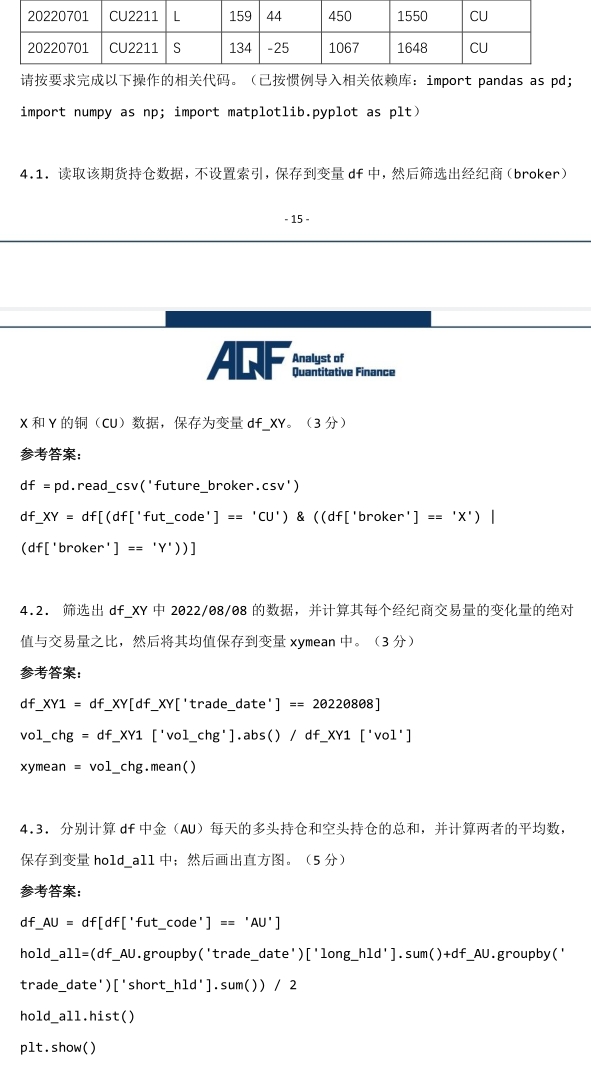 20220701 CU2211 L 159 44 450 1550 CU
20220701 CU2211 S 134 -25 1067 1648 CU
请按要求完成以下操作的相关代码。（已按惯例导入相关依赖库：import pandas as pd;
import numpy as np; import matplotlib.pyplot as plt）
4.1. 读取该期货持仓数据，不设置索引，保存到变量 df 中，然后筛选出经纪商（broker）
- 15 -
AQF Analyst of
Quantitative Finance
X 和 Y 的铜（CU）数据，保存为变量 df_XY。（3 分）
参考答案：
df = pd.read_csv('future_broker.csv')
df_XY = df[(df['fut_code'] == 'CU') & ((df['broker'] == 'X') |
(df['broker'] == 'Y'))]
4.2. 筛选出 df_XY 中 2022/08/08 的数据，并计算其每个经纪商交易量的变化量的绝对
值与交易量之比，然后将其均值保存到变量 xymean 中。（3 分）
参考答案：
df_XY1 = df_XY[df_XY['trade_date'] == 20220808]
vol_chg = df_XY1 ['vol_chg'].abs() / df_XY1 ['vol']
xymean = vol_chg.mean()
4.3. 分别计算 df 中金（AU）每天的多头持仓和空头持仓的总和，并计算两者的平均数，
保存到变量 hold_all 中；然后画出直方图。（5 分）
参考答案：
df_AU = df[df['fut_code'] == 'AU']
hold_all=(df_AU.groupby('trade_date')['long_hld'].sum()+df_AU.groupby('
trade_date')['short_hld'].sum()) / 2
hold_all.hist()
plt.show()